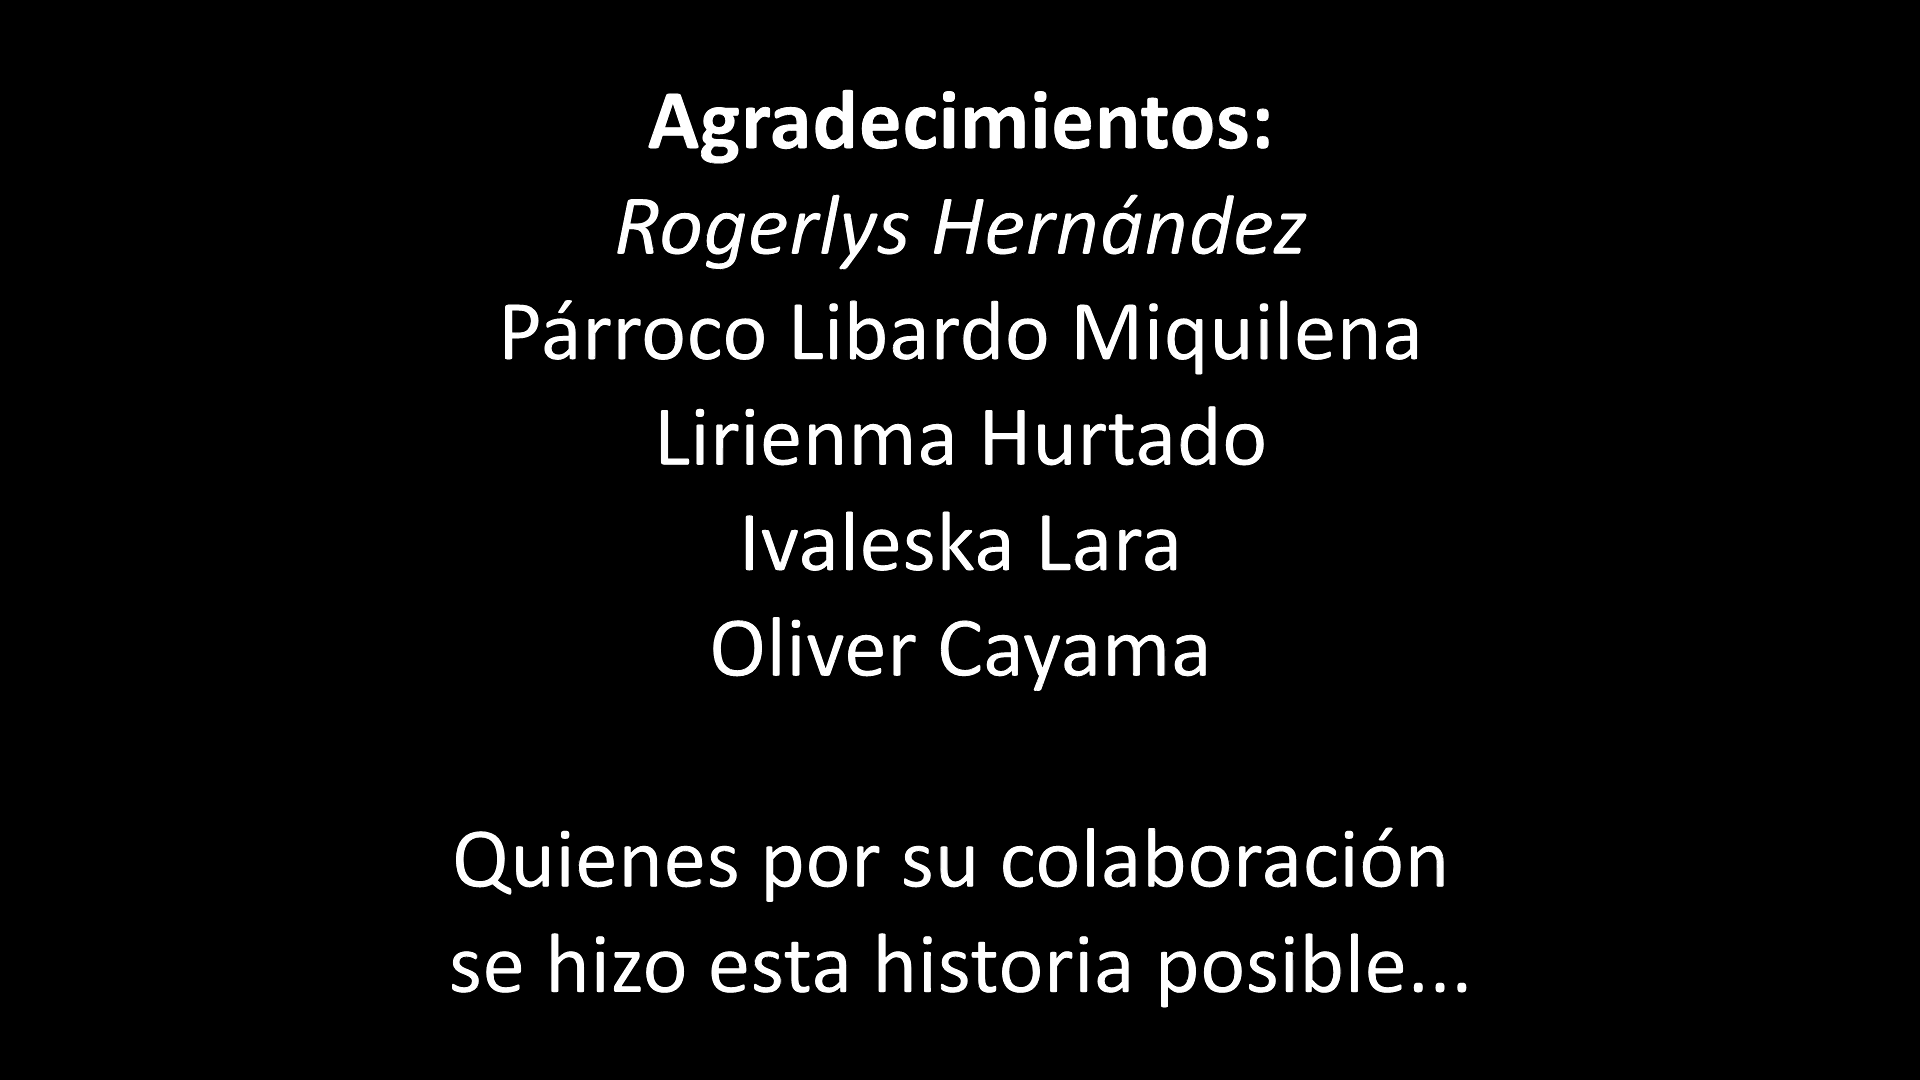 Agradecimientos:
Rogerlys Hernández
Párroco Libardo Miquilena
Lirienma Hurtado
Ivaleska Lara
Oliver Cayama
Quienes por su colaboración
se hizo esta historia posible...